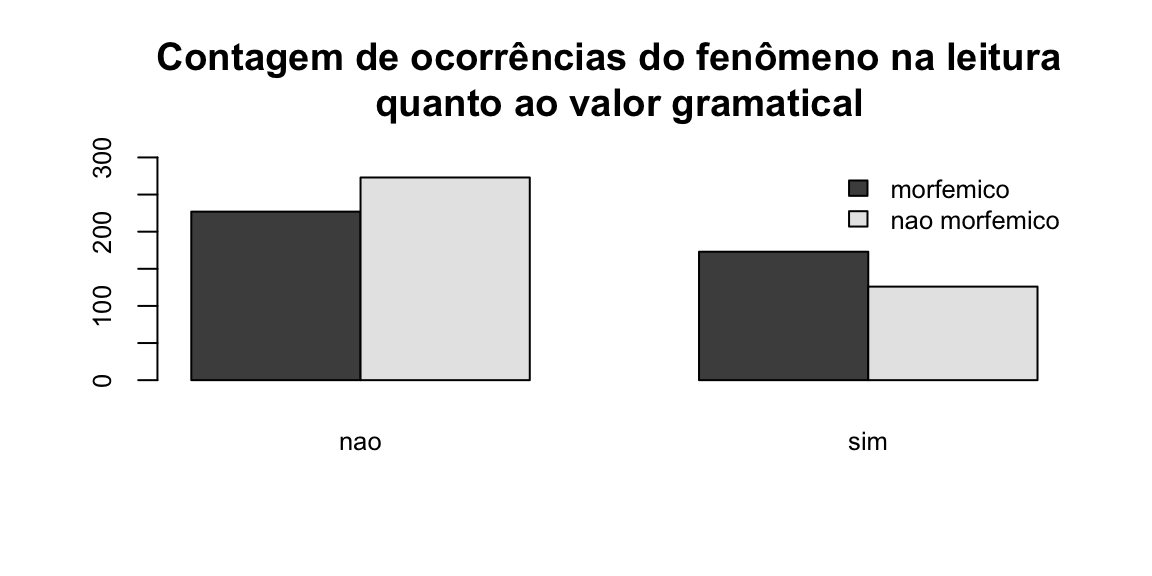 Contagem de ocorrências do fenômeno na leitura
quanto ao valor gramatical
300
200
100
0
morfemico
nao morfemico
nao
sim